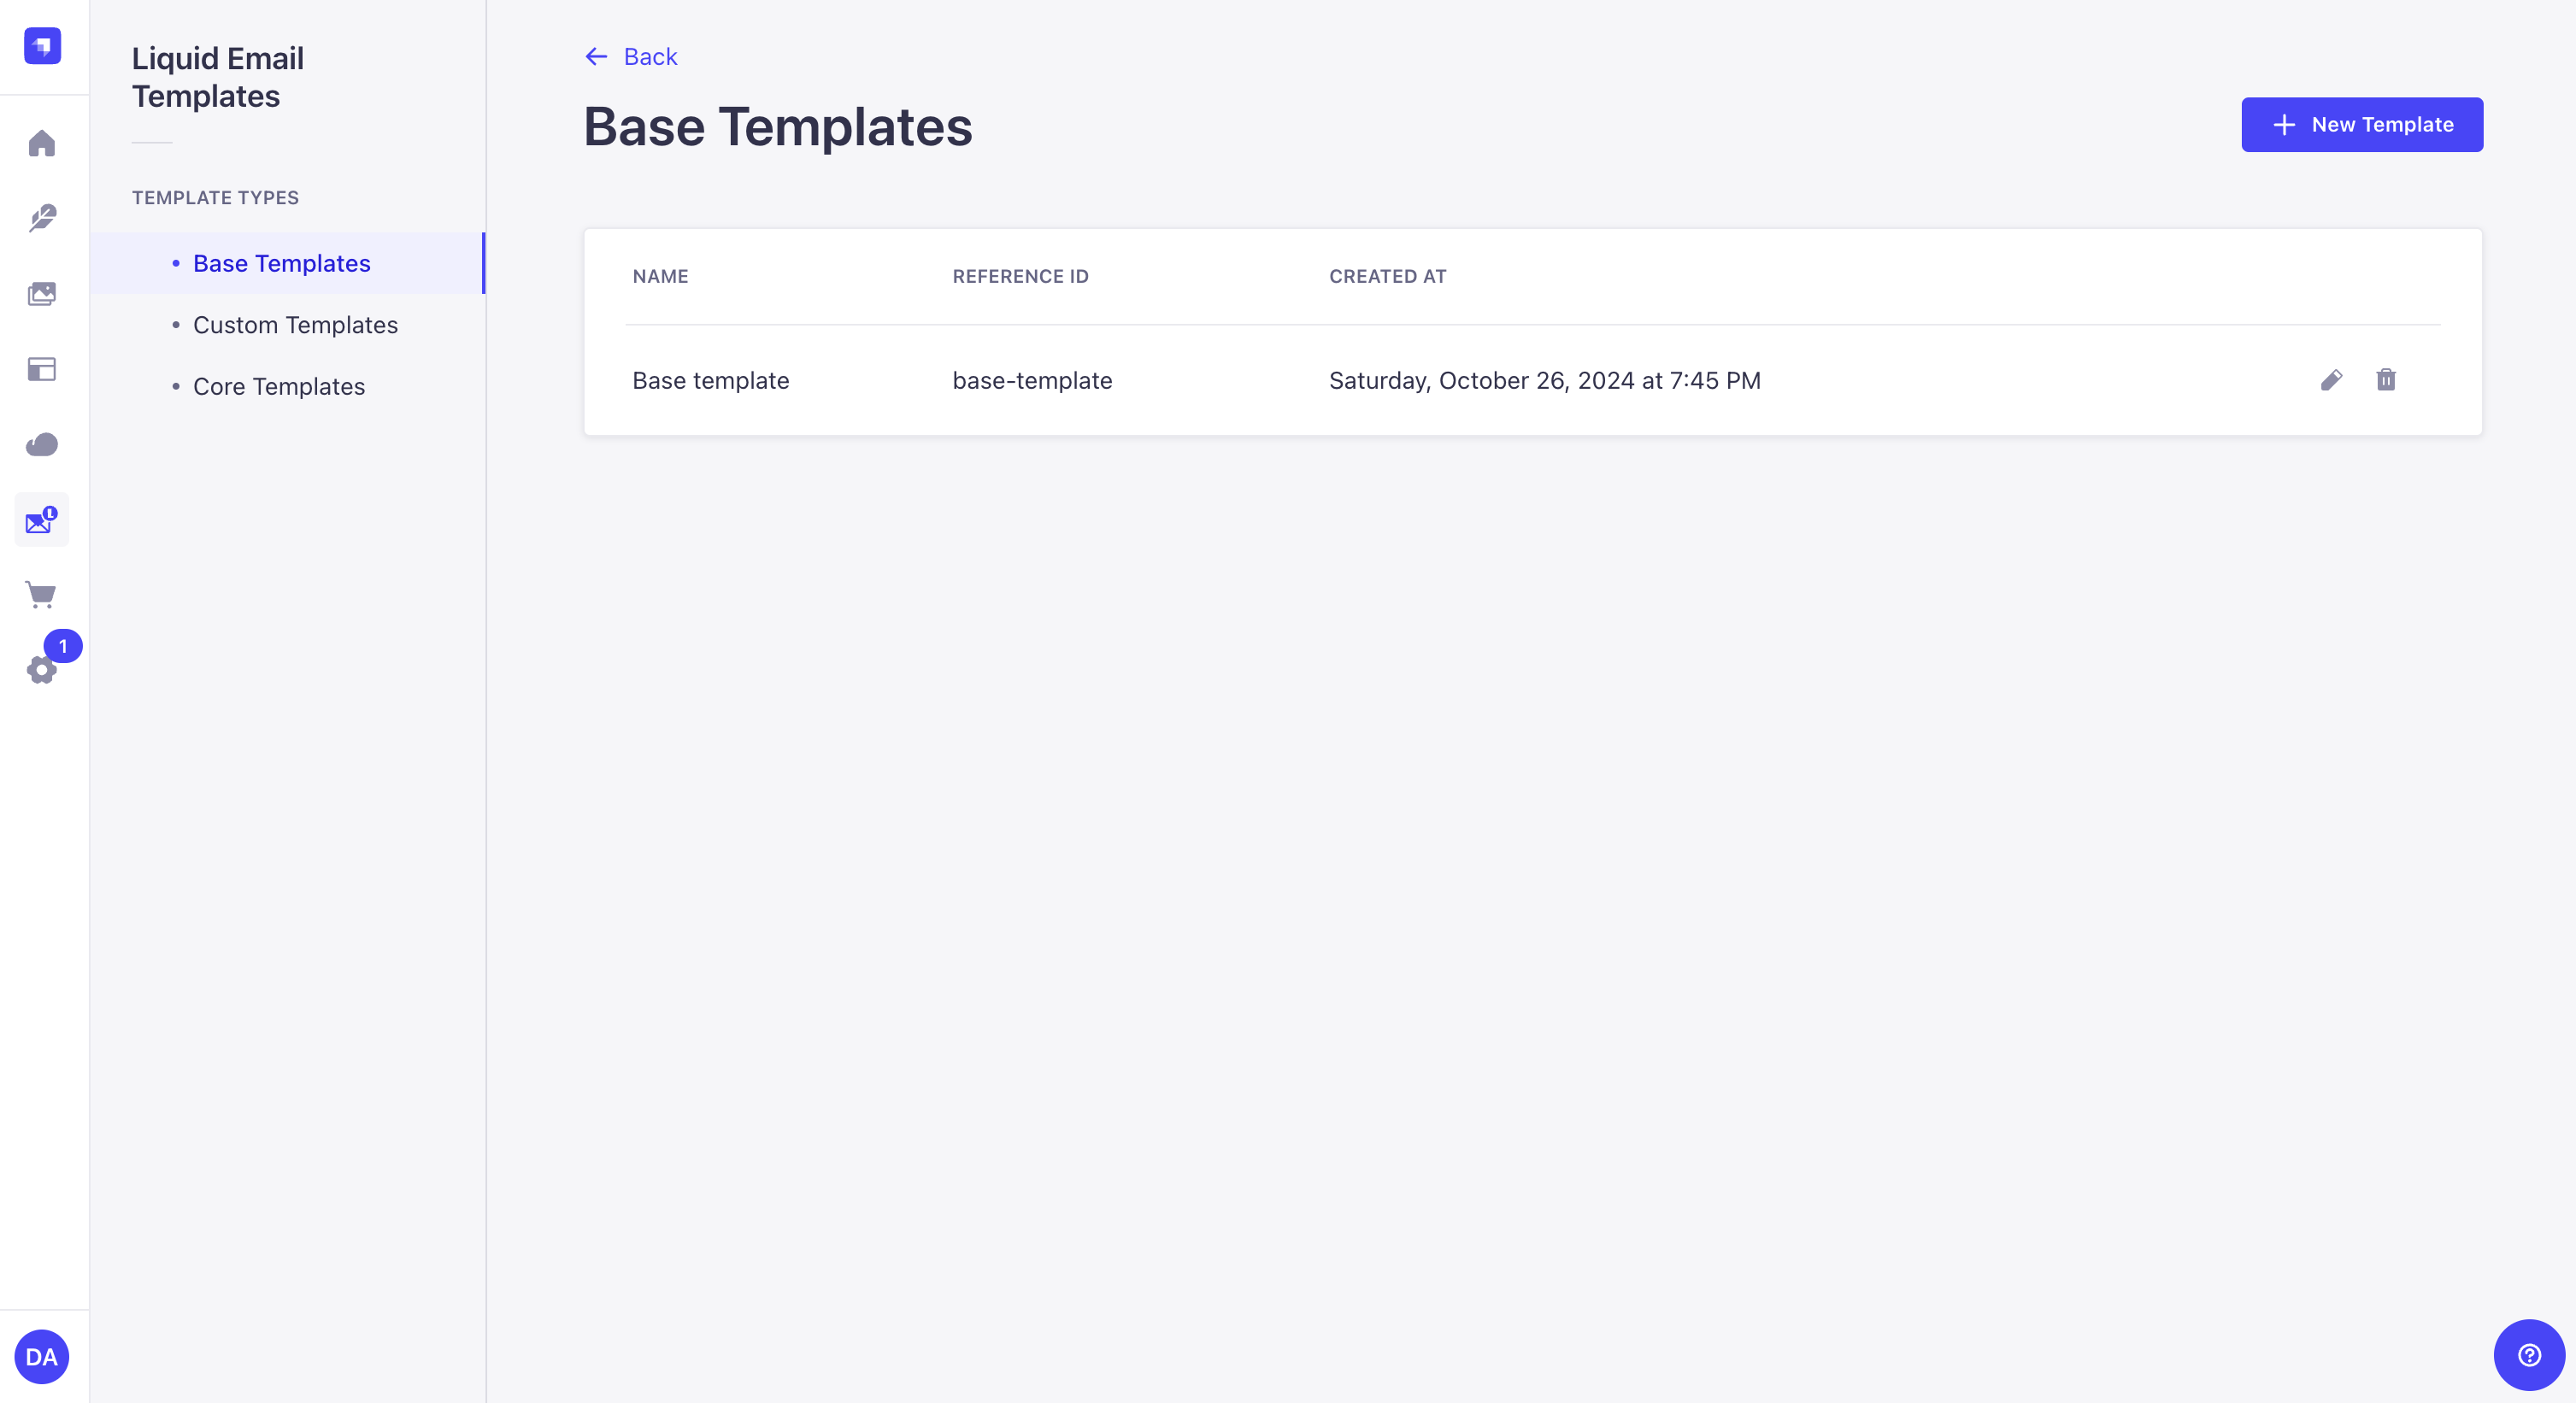 Liquid Email
Templates
TEMPLATE TYPES
Base Templates
Custom Templates
Core Templates
1
DA
Back
Base Templates
New Template
NAME REFERENCE ID CREATED AT
Base template base-template Saturday, October 26, 2024 at 7:45 PM